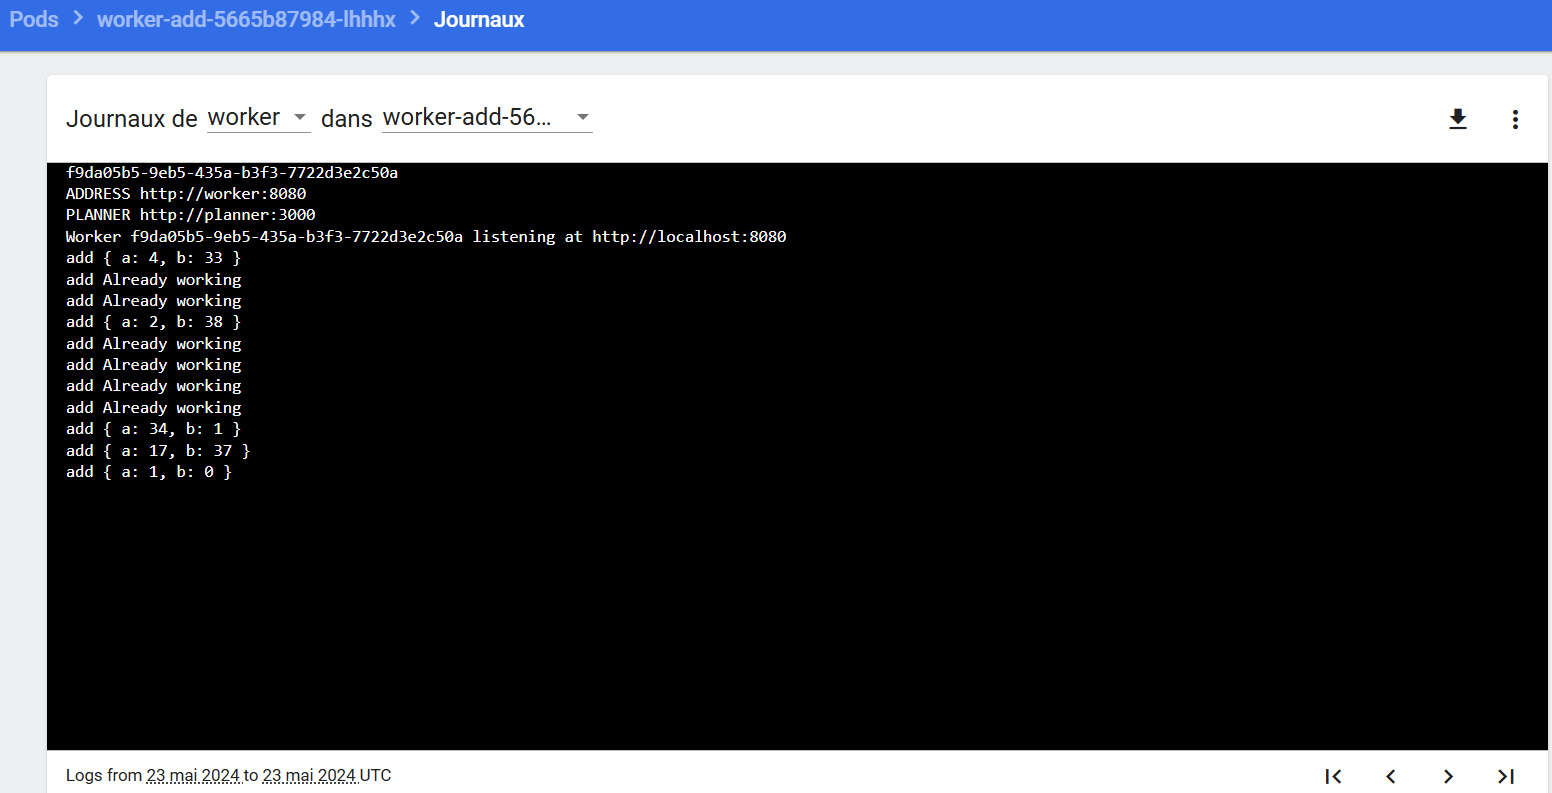 Pods > worker-add-5665b87984-lhhhx > Journaux
Journaux de worker dans worker-add-56...
f9da05b5-9eb5-435a-b3f3-7722d3e2c50a
ADDRESS http://worker:8080
PLANNER http://planner:3000
Worker f9da05b5-9eb5-435a-b3f3-7722d3e2c50a listening at http://localhost:8080
add { a: 4, b: 33 }
add Already working
add Already working
add { a: 2, b: 38 }
add Already working
add Already working
add Already working
add Already working
add { a: 34, b: 1 }
add { a: 17, b: 37 }
add { a: 1, b: 0 }
Logs from 23 mai 2024 to 23 mai 2024 UTC